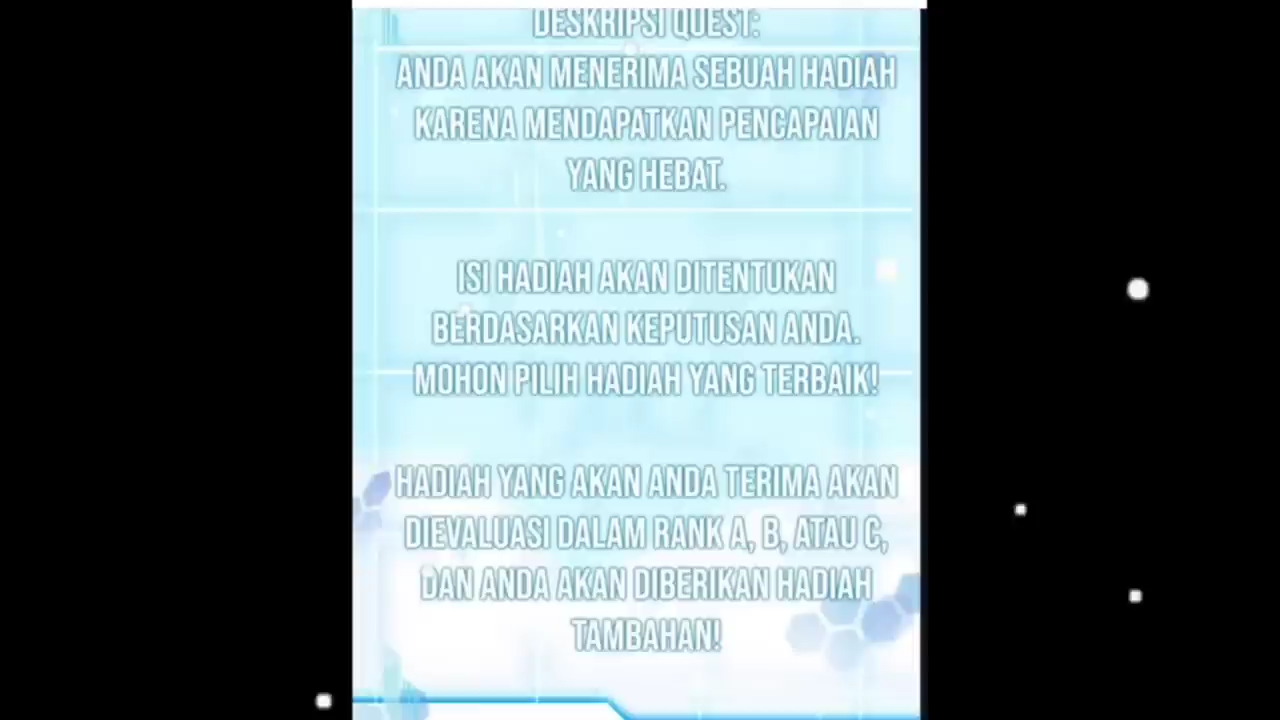 DESKRIPSI QUEST:
ANDA AKAN MENERIMA SEBUAH HADIAH
KARENA MENDAPATKAN PENCAPAIAN
YANG HEBAT.
ISI HADIAH AKAN DITENTUKAN
BERDASARKAN KEPUTUSAN ANDA.
MOHON PILIH HADIAH YANG TERBAIK!
HADIAH YANG AKAN ANDA TERIMA AKAN
DIEVALUASI DALAM RANK A, B, ATAU C,
DAN ANDA AKAN DIBERIKAN HADIAH
TAMBAHAN!